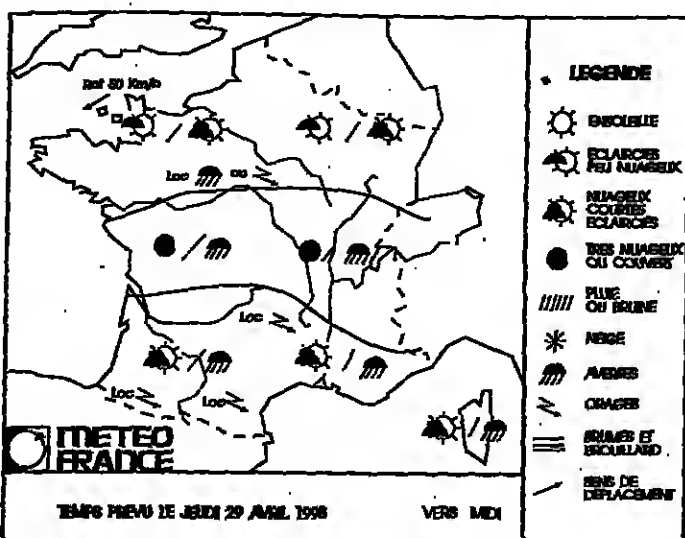 Raf 80 Km/h
Loc OU
Loc
Loc
Loc
METEO
FRANCE
TEMPS PREVU LE JEUDI 29 AVRIL 1993 VERS MIDI
LEGENDE
ENSOLEILLE
ECLAIRCIES
PEU NUAGEUX
NUAGEUX
COURTES
ECLAIRCIES
TRES NUAGEUX
OU COUVERT
PLUIE
OU BRUINE
NEIGE
AVERSES
ORAGES
BRUMES ET
BROUILLARD
SENS DE
DEPLACEMENT